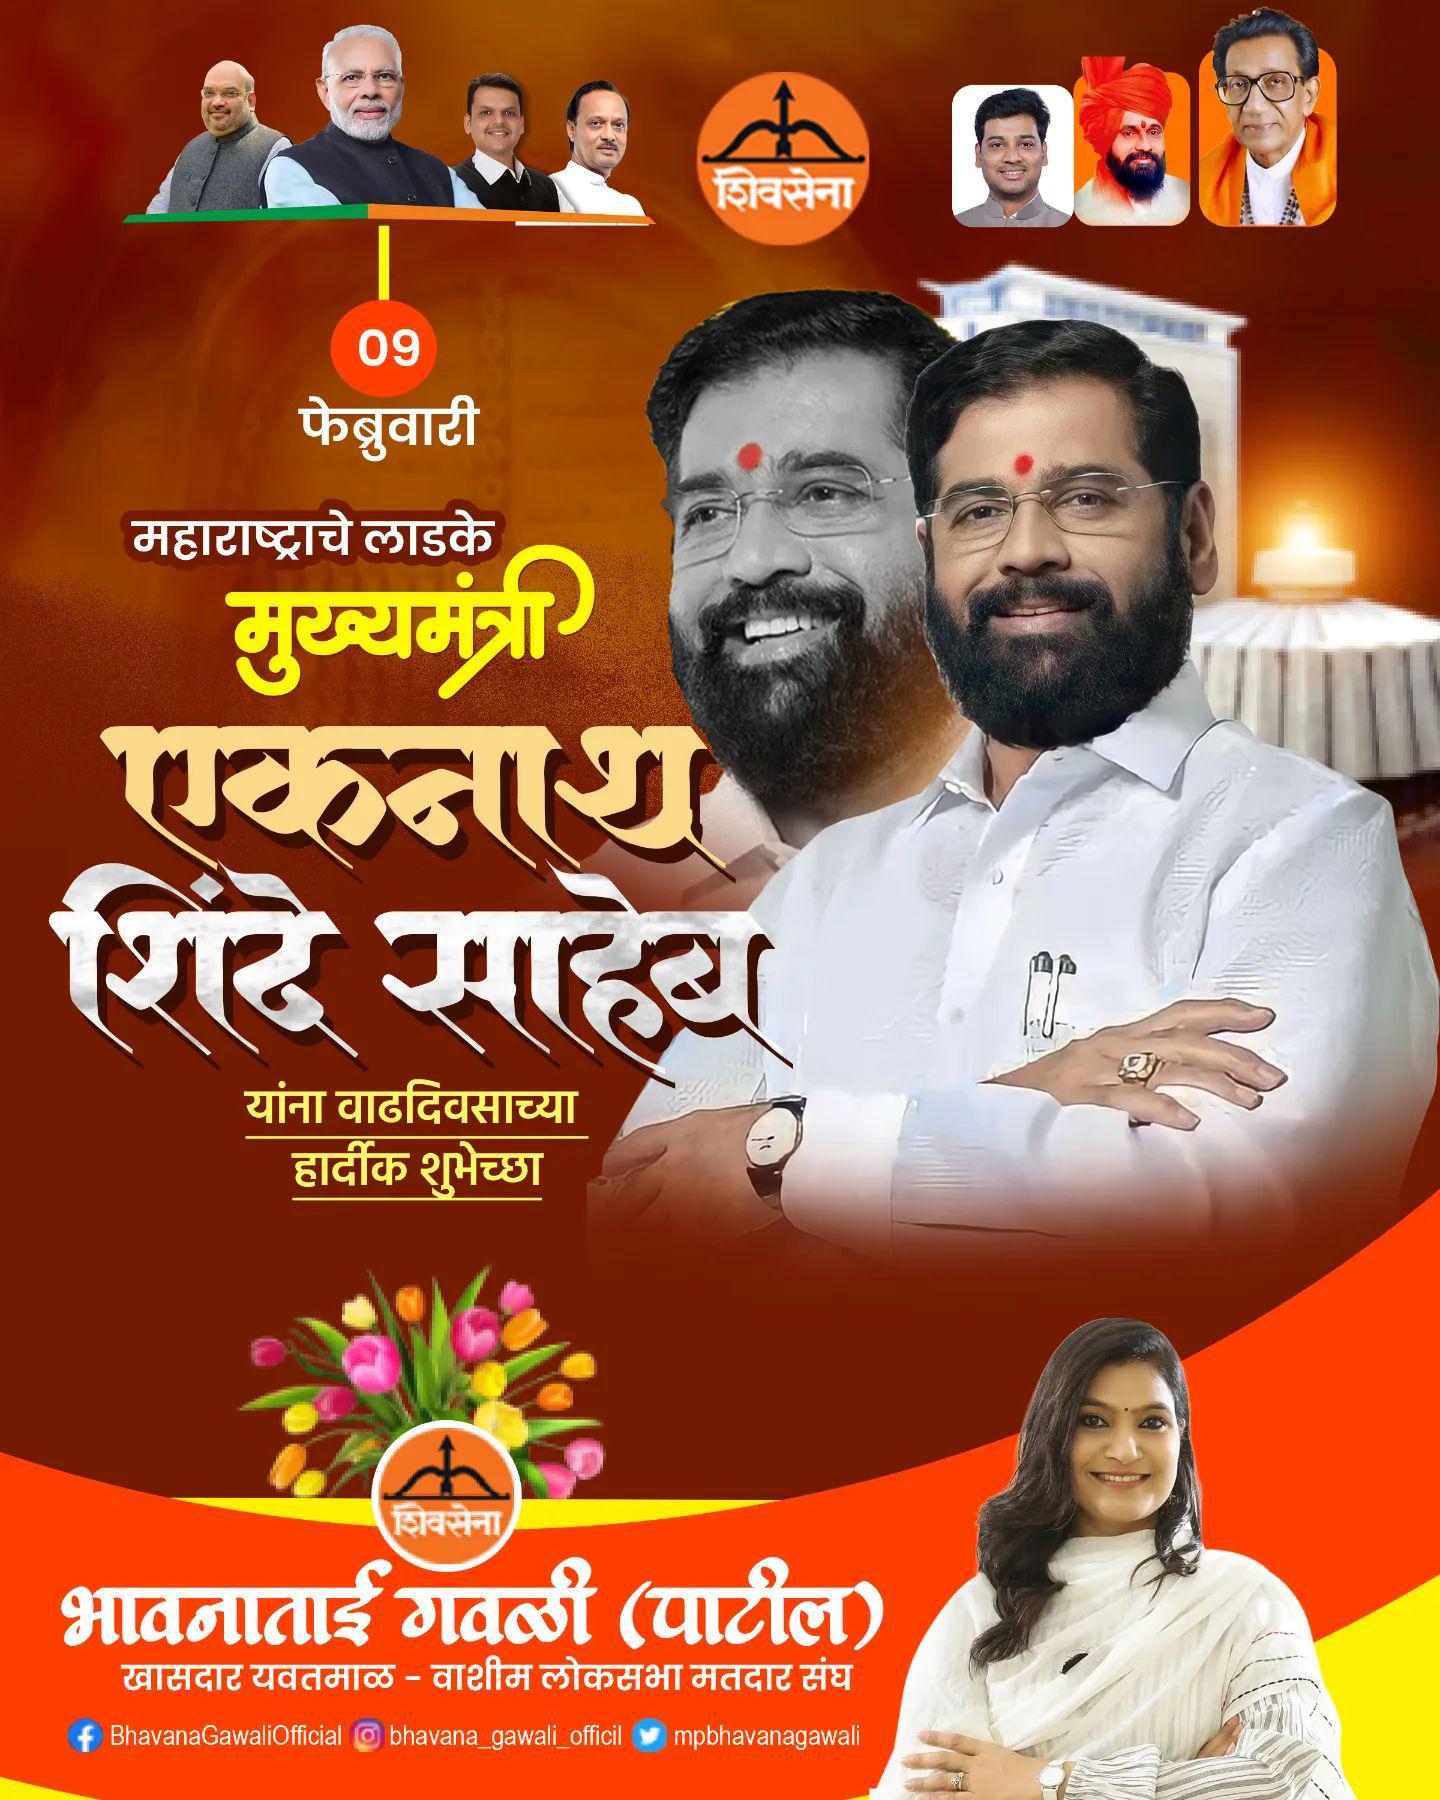 शिवसेना
09
फेब्रुवारी
महाराष्ट्राचे लाडके
मुख्यमंत्री
एकनाथ
शिंदे साहेब
यांना वाढदिवसाच्या
हार्दीक शुभेच्छा
शिवसेना
भावनाताई गवळी (पाटील)
खासदार यवतमाळ - वाशीम लोकसभा मतदार संघ
BhavanaGawaliOfficial bhavana_gawali_officil mpbhavanagawali